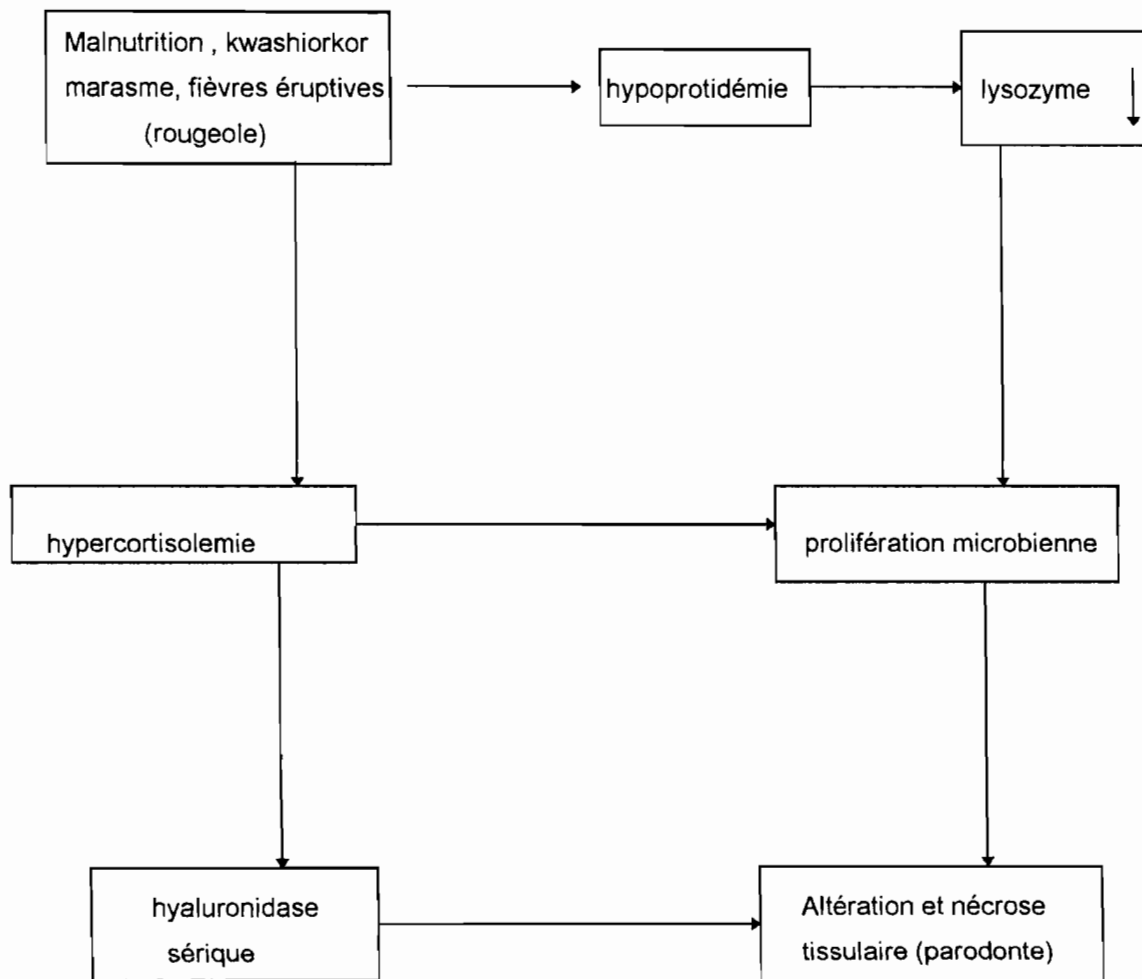 Malnutrition , kwashiorkor
marasme, fièvres éruptives
(rougeole)
hypoprotidémie
lysozyme
hypercortisolemie
prolifération microbienne
hyaluronidase
sérique
Altération et nécrose
tissulaire (parodonte)